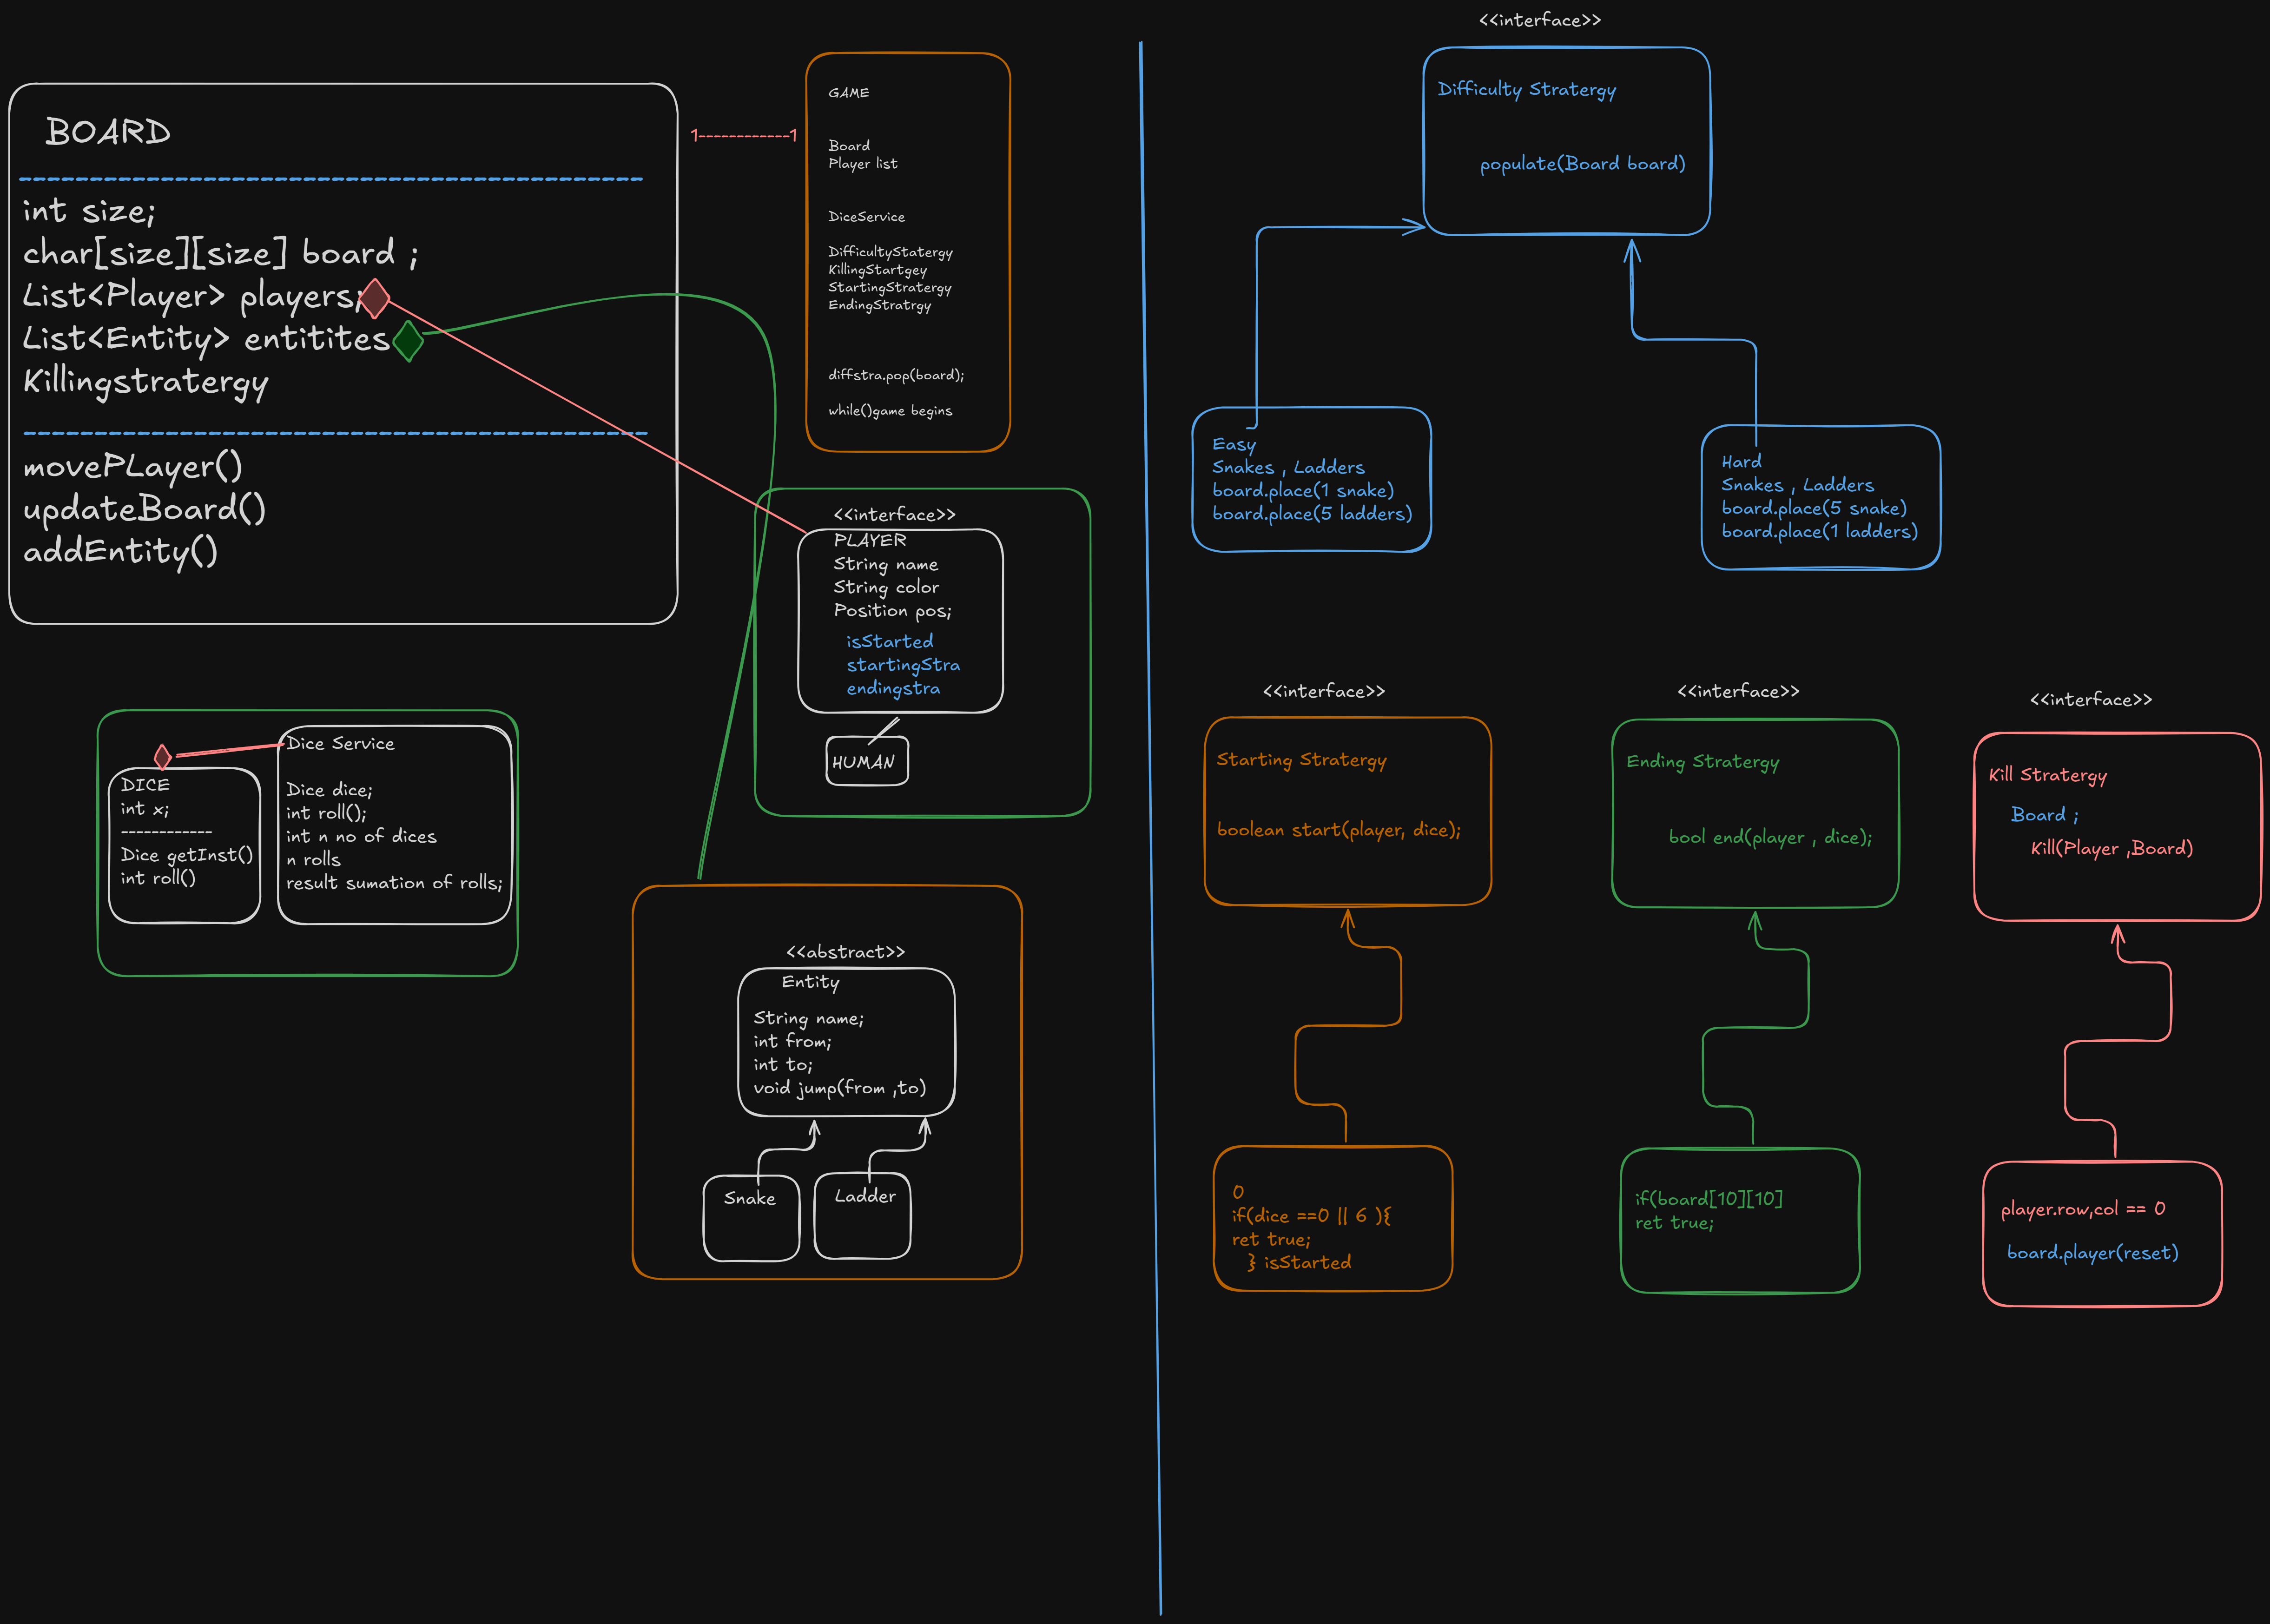 BOARD
int size;
char[size][size] board ;
List<Player> players;
List<Entity> entitites
Killingstratergy
movePLayer()
updateBoard()
addEntity()
1------------1
GAME
Board
Player list
DiceService
DifficultyStatergy
KillingStartgey
StartingStratergy
EndingStratrgy
diffstra.pop(board);
while()game begins
<<interface>>
PLAYER
String name
String color
Position pos;
isStarted
startingStra
endingstra
HUMAN
DICE
int x;
------------
Dice getInst()
int roll()
Dice Service
Dice dice;
int roll();
int n no of dices
n rolls
result sumation of rolls;
<<abstract>>
Entity
String name;
int from;
int to;
void jump(from ,to)
Snake
Ladder
<<interface>>
Difficulty Stratergy
populate(Board board)
Easy
Snakes , Ladders
board.place(1 snake)
board.place(5 ladders)
Hard
Snakes , Ladders
board.place(5 snake)
board.place(1 ladders)
<<interface>>
Starting Stratergy
boolean start(player, dice);
0
if(dice ==0 || 6 ){
ret true;
} isStarted
<<interface>>
Ending Stratergy
bool end(player , dice);
if(board[10][10]
ret true;
<<interface>>
Kill Stratergy
Board ;
Kill(Player ,Board)
player.row,col == 0
board.player(reset)